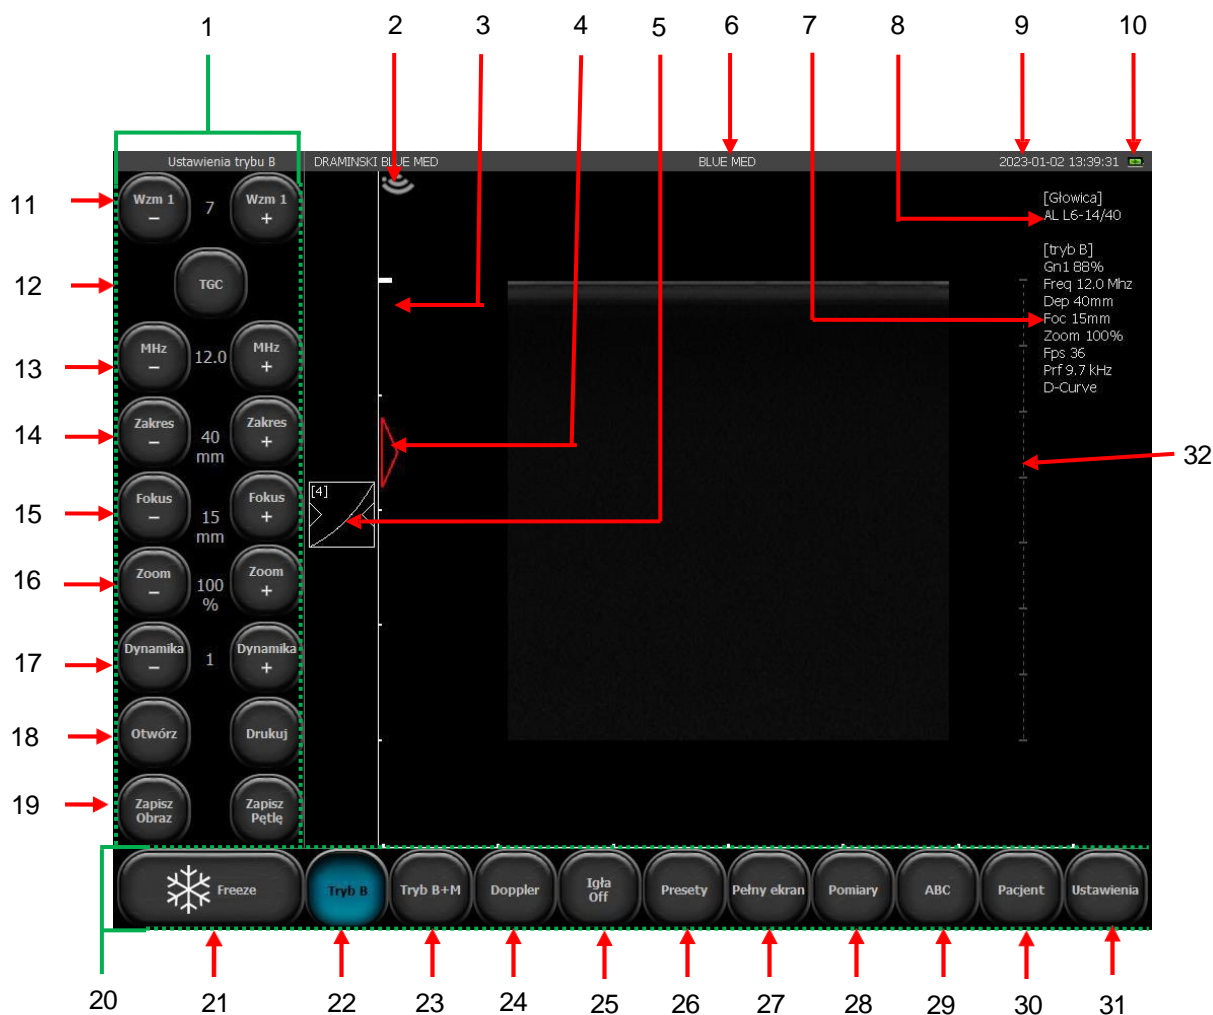 1 2 3 4 5 6 7 8 9 10
Ustawienia trybu B DRAMINSKI BLUE MED BLUE MED 2023-01-02 13:39:31
11
Wzm 1
–
7
Wzm 1
+
12
TGC
13
MHz
–
12.0
MHz
+
14
Zakres
–
40
mm
Zakres
+
15
Fokus
–
15
mm
Fokus
+
16
Zoom
–
100
%
Zoom
+
17
Dynamika
–
1
Dynamika
+
18
Otwórz
Drukuj
19
Zapisz
Obraz
Zapisz
Pętlę
[4]
[Głowica]
AL L6-14/40
[tryb B]
Gn1 88%
Freq 12.0 Mhz
Dep 40mm
Foc 15mm
Zoom 100%
Fps 36
Prf 9.7 kHz
D-Curve
32
Freeze
Tryb B
Tryb B+M
Doppler
Igła
Off
Presety
Pełny ekran
Pomiary
ABC
Pacjent
Ustawienia
20 21 22 23 24 25 26 27 28 29 30 31